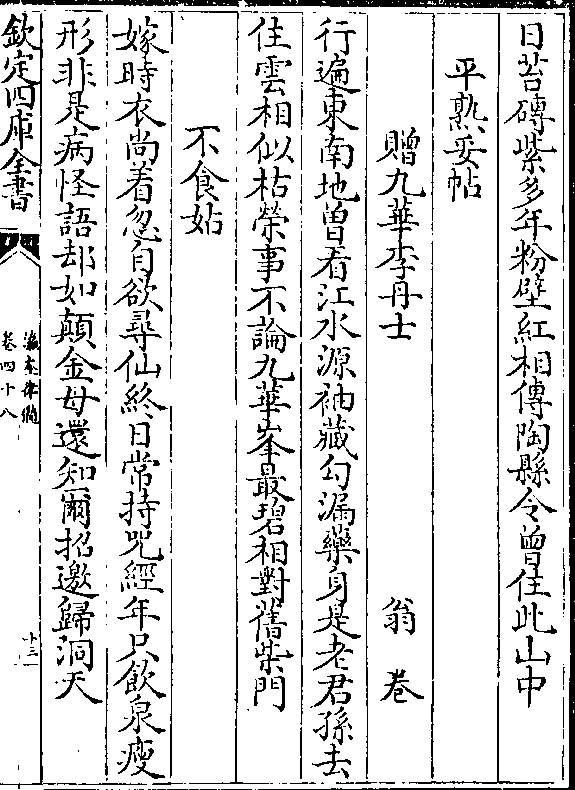 日苔磚紫多年粉壁紅相傳陶縣令曽住此山中
平熟妥帖
贈九華李丹士 翁卷
行遍東南地曽看江水源袖藏勾漏藥身是老君孫去
住雲相似枯榮事不論九華峯最碧相對舊柴門
不食姑
嫁時衣尚着忽自欲尋仙終日常持咒經年只飲泉瘦
形非是病怪語却如顛金母還知爾招邀歸洞天
欽定四庫全書
瀛奎律髓
卷四十八
十三